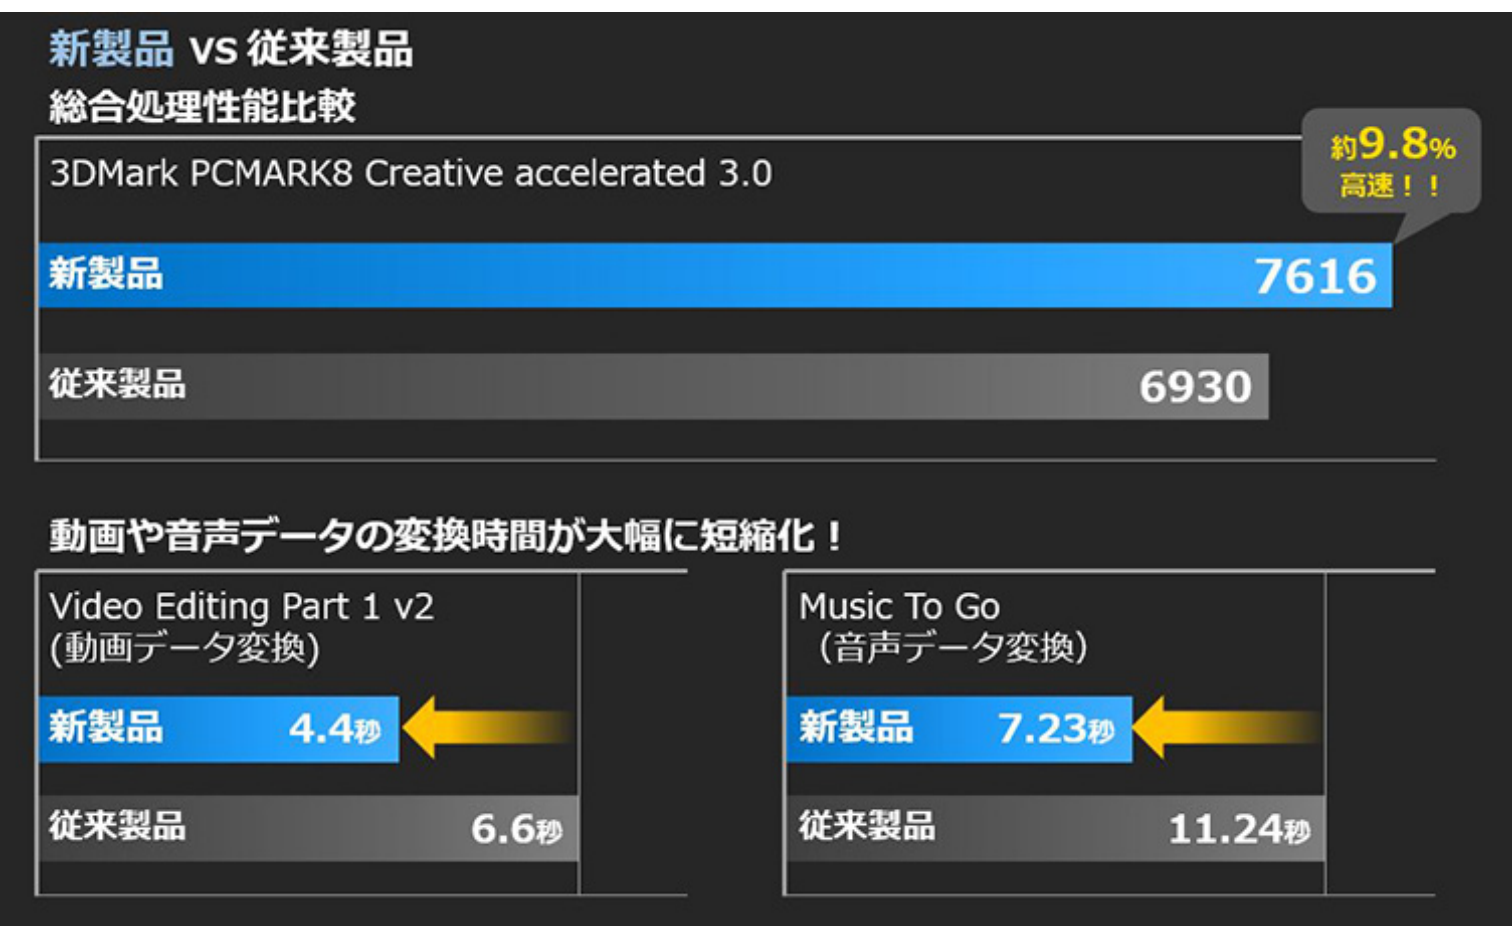 新製品 vs 従来製品
総合処理性能比較
約9.8%
高速！！
3DMark PCMARK8 Creative accelerated 3.0
新製品 7616
従来製品 6930
動画や音声データの変換時間が大幅に短縮化！
Video Editing Part 1 v2
(動画データ変換)
新製品 4.4秒
従来製品 6.6秒
Music To Go
（音声データ変換）
新製品 7.23秒
従来製品 11.24秒